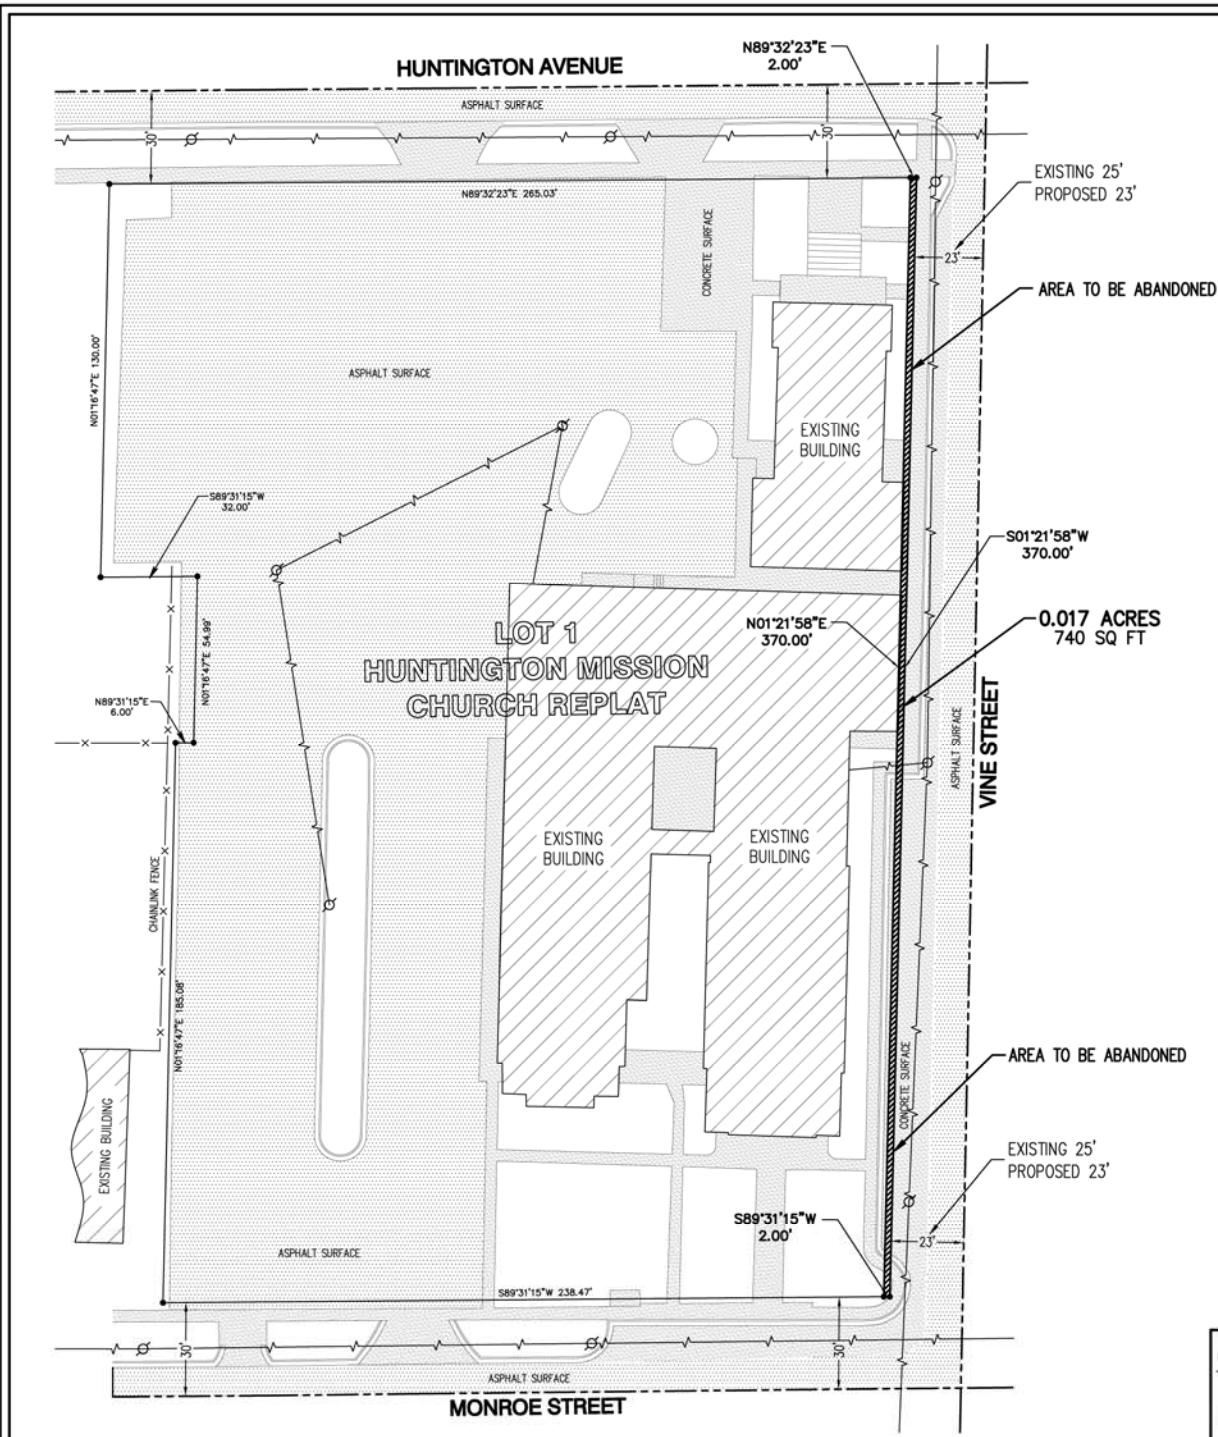 N89°32'23"E
2.00'
HUNTINGTON AVENUE
ASPHALT SURFACE
30'
30'
EXISTING 25'
PROPOSED 23'
N89°32'23"E 265.03'
CONCRETE SURFACE
23'
AREA TO BE ABANDONED
N01°16'47"E 130.00'
ASPHALT SURFACE
EXISTING
BUILDING
S89°31'15"W
32.00'
S01°21'58"W
370.00'
N01°21'58"E
370.00'
0.017 ACRES
740 SQ FT
LOT 1
HUNTINGTON MISSION
CHURCH REPLAT
N01°16'47"E 54.99'
N89°31'15"E
6.00'
ASPHALT SURFACE
VINE STREET
EXISTING
BUILDING
EXISTING
BUILDING
CHAINLINK FENCE
N01°16'47"E 185.08'
CONCRETE SURFACE
AREA TO BE ABANDONED
EXISTING BUILDING
EXISTING 25'
PROPOSED 23'
S89°31'15"W
2.00'
23'
ASPHALT SURFACE
S89°31'15"W 238.47'
30'
30'
ASPHALT SURFACE
MONROE STREET